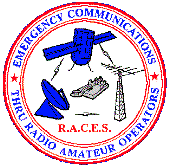 EMERGENCY COMMUNICATIONS
R.A.C.E.S.
THRU RADIO AMATEUR OPERATORS